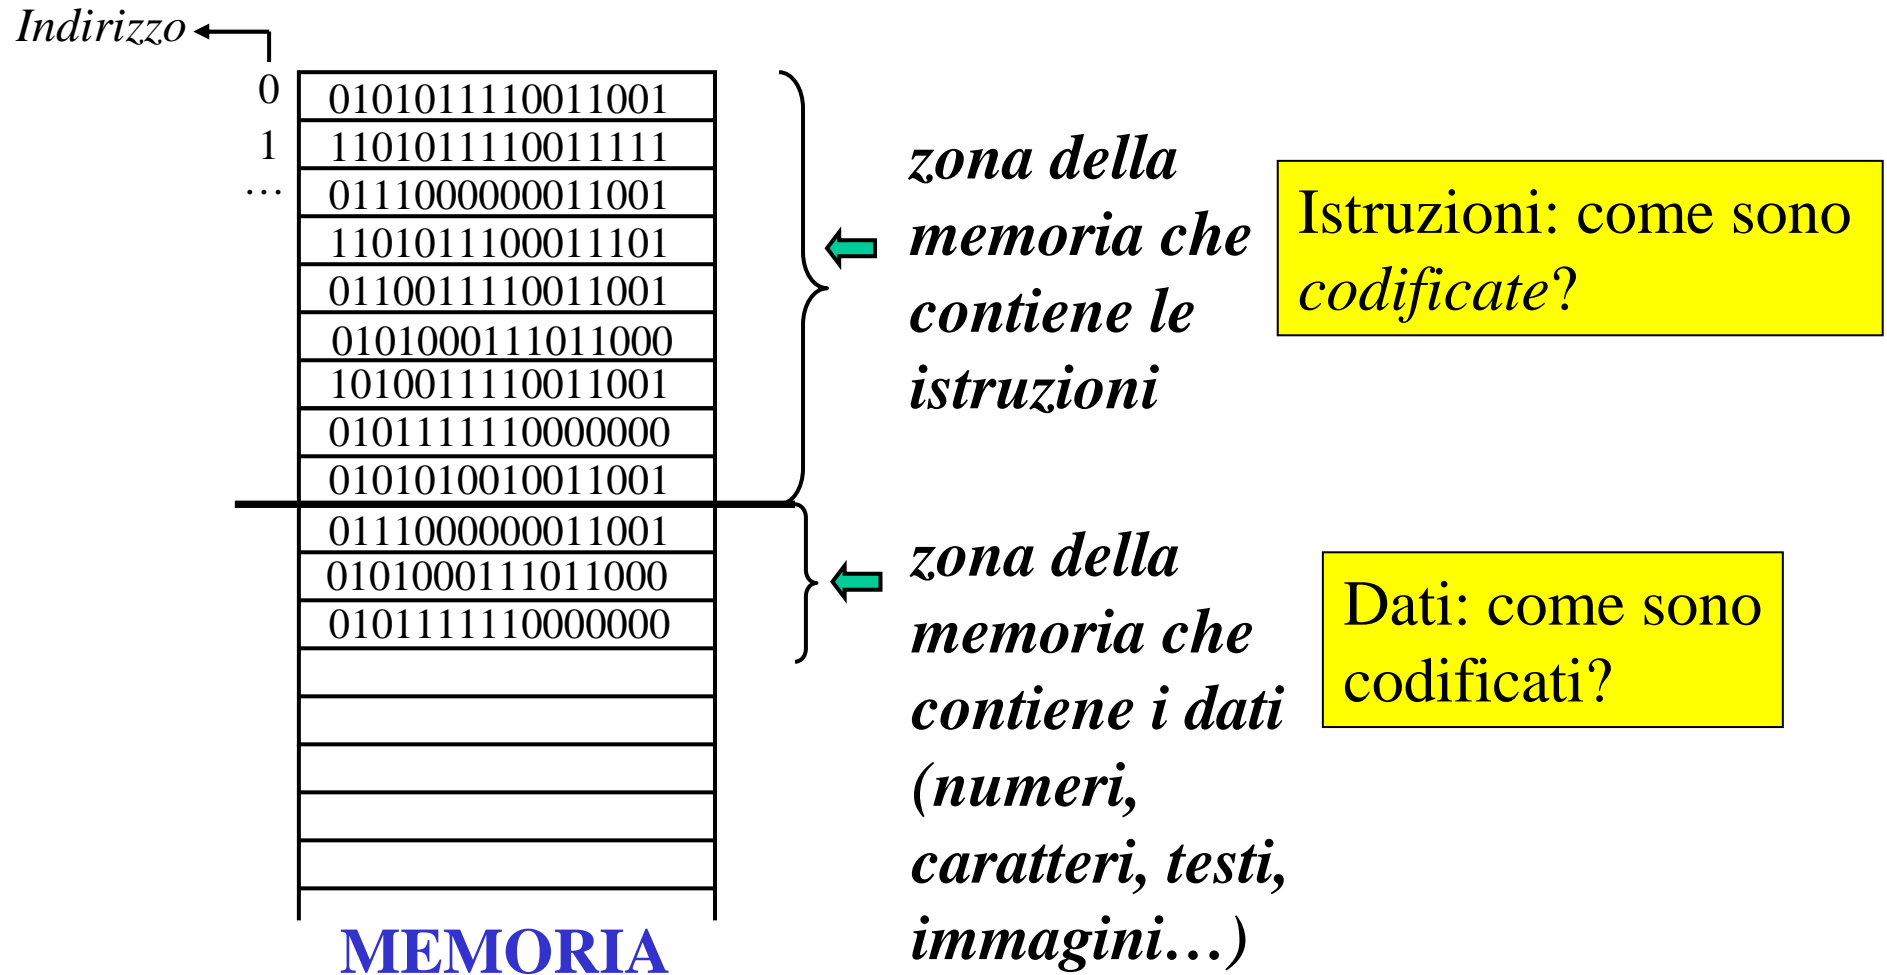 Indirizzo
0 0101011110011001
1 1101011110011111
… 0111000000011001
1101011100011101
0110011110011001
0101000111011000
1010011110011001
0101111110000000
0101010010011001
0111000000011001
0101000111011000
0101111110000000
MEMORIA
zona della
memoria che
contiene le
istruzioni
Istruzioni: come sono
codificate?
zona della
memoria che
contiene i dati
(numeri,
caratteri, testi,
immagini…)
Dati: come sono
codificati?